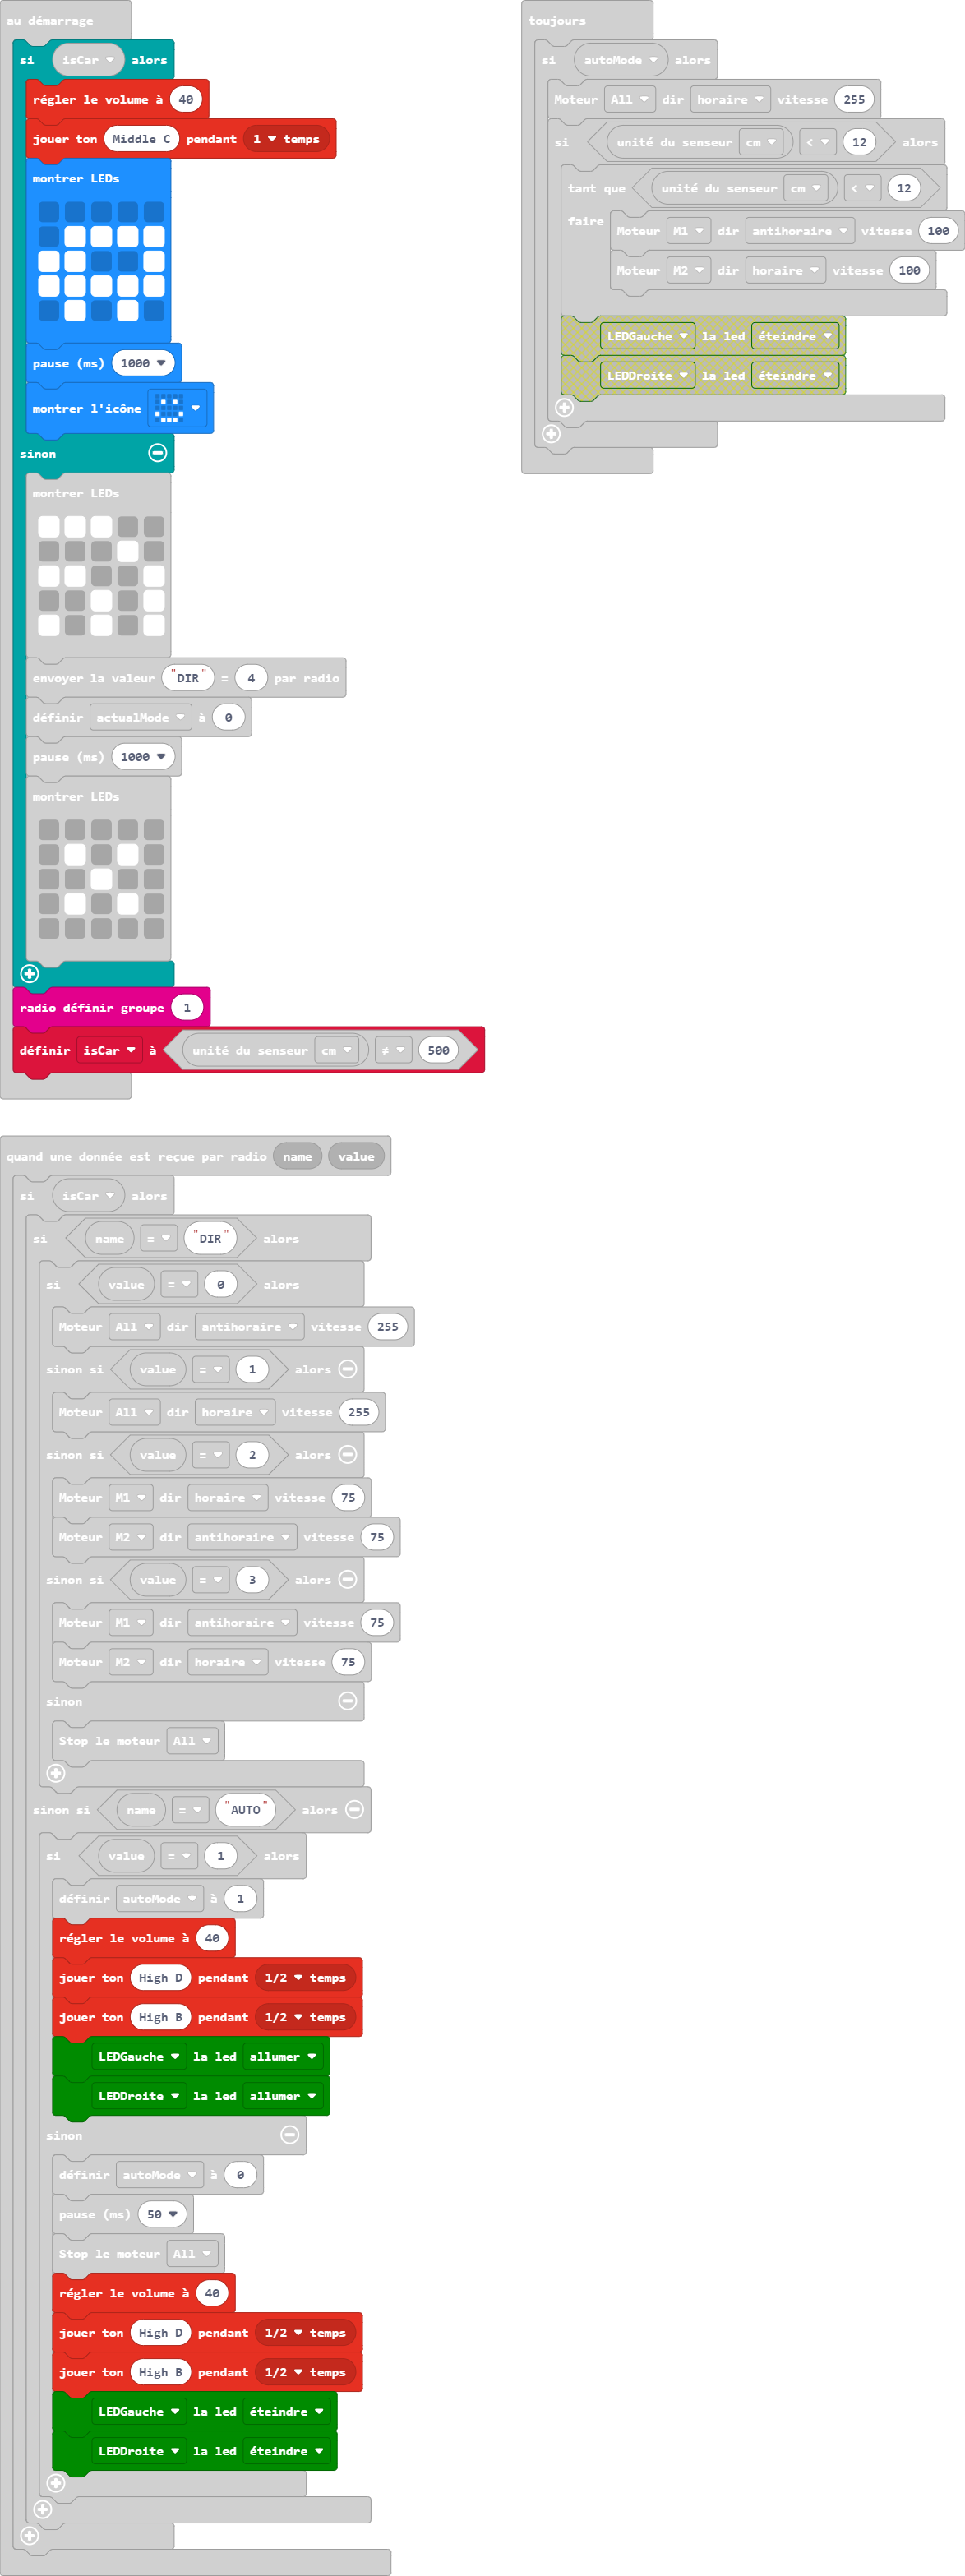 au démarrage
si isCar alors
régler le volume à 40
jouer ton Middle C pendant 1 temps
montrer LEDs
pause (ms) 1000
montrer l'icône
sinon
montrer LEDs
envoyer la valeur "DIR" = 4 par radio
définir actualMode à 0
pause (ms) 1000
montrer LEDs
radio définir groupe 1
définir isCar à unité du senseur cm ≠ 500
toujours
si autoMode alors
Moteur All dir horaire vitesse 255
si unité du senseur cm < 12 alors
tant que unité du senseur cm < 12
faire Moteur M1 dir antihoraire vitesse 100
Moteur M2 dir horaire vitesse 100
LEDGauche la led éteindre
LEDDroite la led éteindre
quand une donnée est reçue par radio name value
si isCar alors
si name = "DIR" alors
si value = 0 alors
Moteur All dir antihoraire vitesse 255
sinon si value = 1 alors
Moteur All dir horaire vitesse 255
sinon si value = 2 alors
Moteur M1 dir horaire vitesse 75
Moteur M2 dir antihoraire vitesse 75
sinon si value = 3 alors
Moteur M1 dir antihoraire vitesse 75
Moteur M2 dir horaire vitesse 75
sinon
Stop le moteur All
sinon si name = "AUTO" alors
si value = 1 alors
définir autoMode à 1
régler le volume à 40
jouer ton High D pendant 1/2 temps
jouer ton High B pendant 1/2 temps
LEDGauche la led allumer
LEDDroite la led allumer
sinon
définir autoMode à 0
pause (ms) 50
Stop le moteur All
régler le volume à 40
jouer ton High D pendant 1/2 temps
jouer ton High B pendant 1/2 temps
LEDGauche la led éteindre
LEDDroite la led éteindre